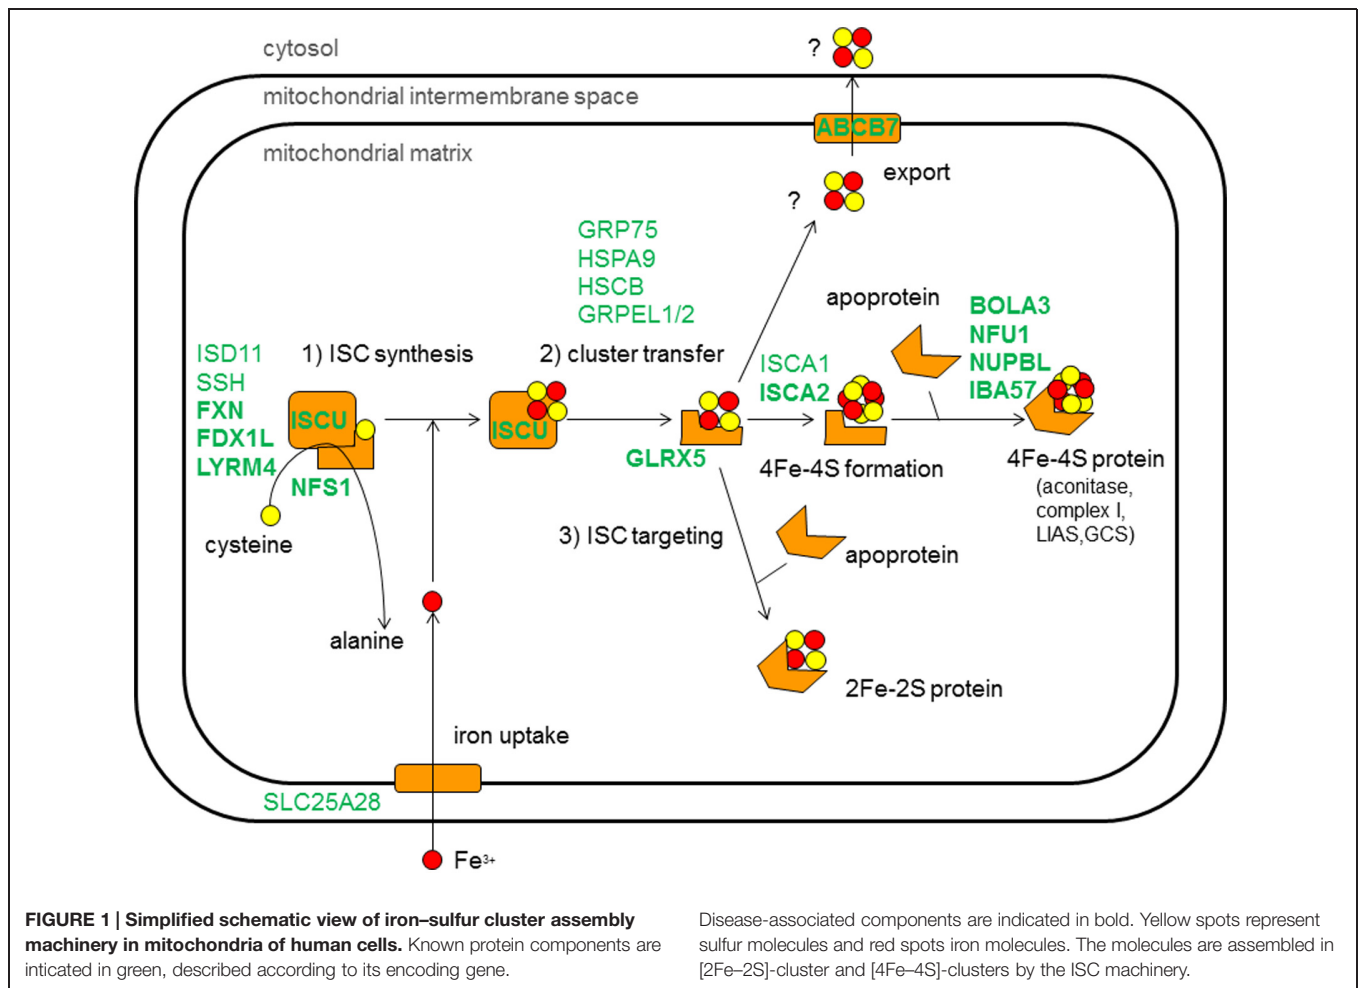 cytosol
?
mitochondrial intermembrane space
ABCB7
mitochondrial matrix
export
?
GRP75
HSPA9
HSCB
GRPEL1/2
apoprotein
BOLA3
NFU1
NUPBL
IBA57
ISD11
SSH
FXN
FDX1L
LYRM4
1) ISC synthesis
2) cluster transfer
ISCA1
ISCA2
ISCU
ISCU
GLRX5
NFS1
4Fe-4S formation
4Fe-4S protein
(aconitase,
complex I,
LIAS,GCS)
cysteine
3) ISC targeting
apoprotein
alanine
2Fe-2S protein
iron uptake
SLC25A28
Fe³⁺
FIGURE 1 | Simplified schematic view of iron–sulfur cluster assembly
machinery in mitochondria of human cells. Known protein components are
inticated in green, described according to its encoding gene.
Disease-associated components are indicated in bold. Yellow spots represent
sulfur molecules and red spots iron molecules. The molecules are assembled in
[2Fe–2S]-cluster and [4Fe–4S]-clusters by the ISC machinery.